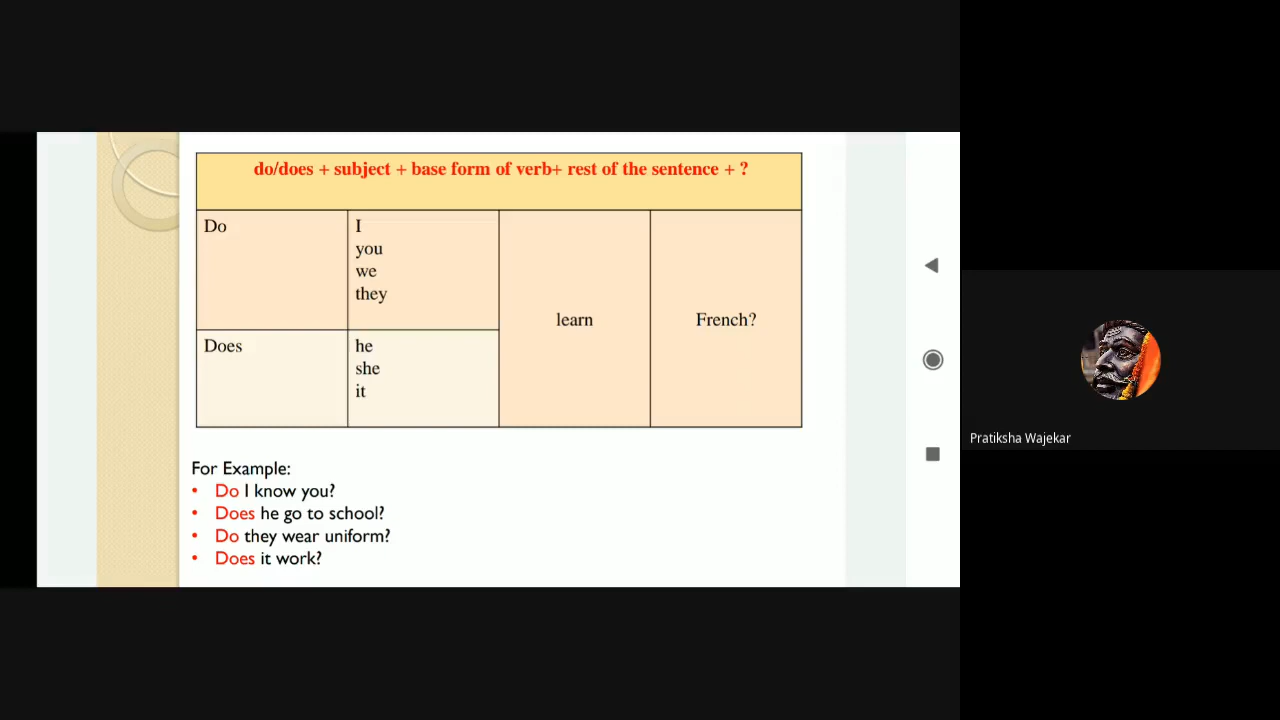 do/does + subject + base form of verb+ rest of the sentence + ?
Do
I
you
we
they
learn
French?
Does
he
she
it
For Example:
• Do I know you?
• Does he go to school?
• Do they wear uniform?
• Does it work?
Pratiksha Wajekar